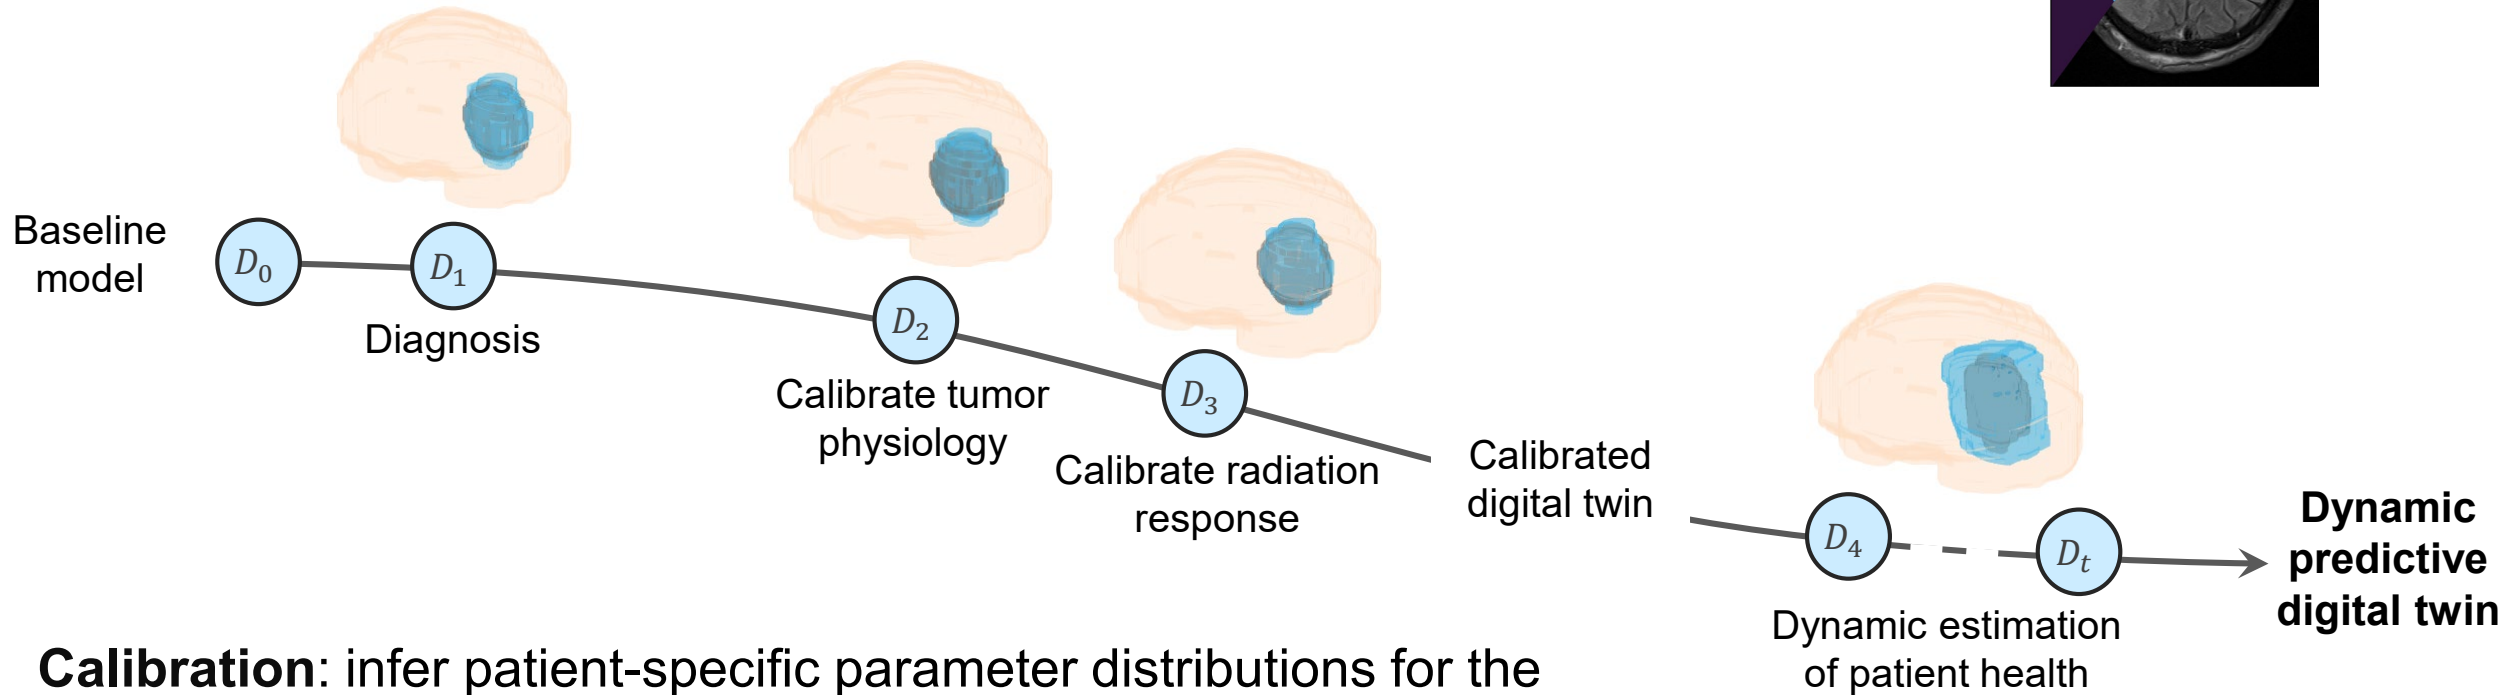 Baseline
model
D₀
D₁
Diagnosis
D₂
Calibrate tumor
physiology
D₃
Calibrate radiation
response
Calibrated
digital twin
D₄
Dₜ
Dynamic estimation
of patient health
Dynamic
predictive
digital twin
Calibration: infer patient-specific parameter distributions for the